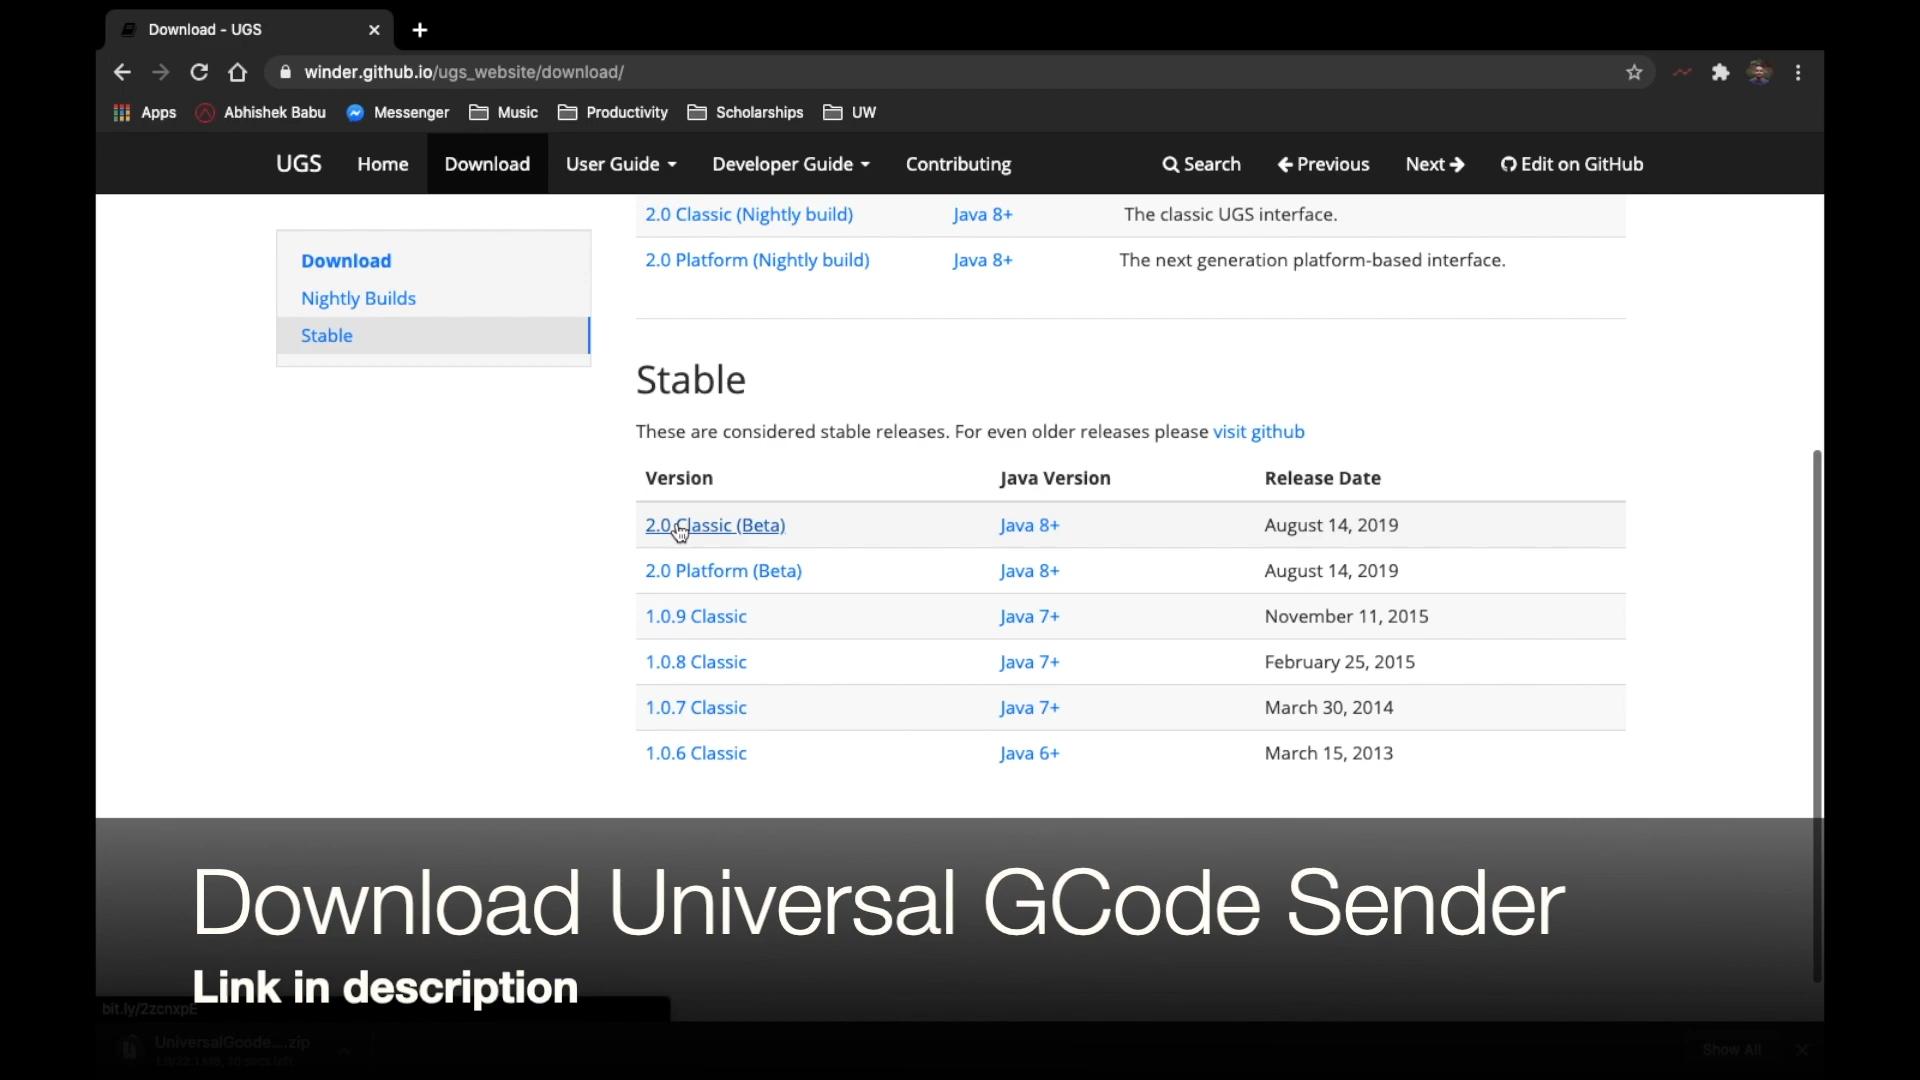 Download - UGS
winder.github.io/ugs_website/download/
Apps Abhishek Babu Messenger Music Productivity Scholarships UW
UGS Home Download User Guide Developer Guide Contributing Search Previous Next Edit on GitHub
Download
Nightly Builds
Stable
2.0 Classic (Nightly build) Java 8+ The classic UGS interface.
2.0 Platform (Nightly build) Java 8+ The next generation platform-based interface.
Stable
These are considered stable releases. For even older releases please visit github
Version Java Version Release Date
2.0 Classic (Beta) Java 8+ August 14, 2019
2.0 Platform (Beta) Java 8+ August 14, 2019
1.0.9 Classic Java 7+ November 11, 2015
1.0.8 Classic Java 7+ February 25, 2015
1.0.7 Classic Java 7+ March 30, 2014
1.0.6 Classic Java 6+ March 15, 2013
Download Universal GCode Sender
Link in description
bit.ly/2zcnxpE
UniversalGcode....zip
Show All